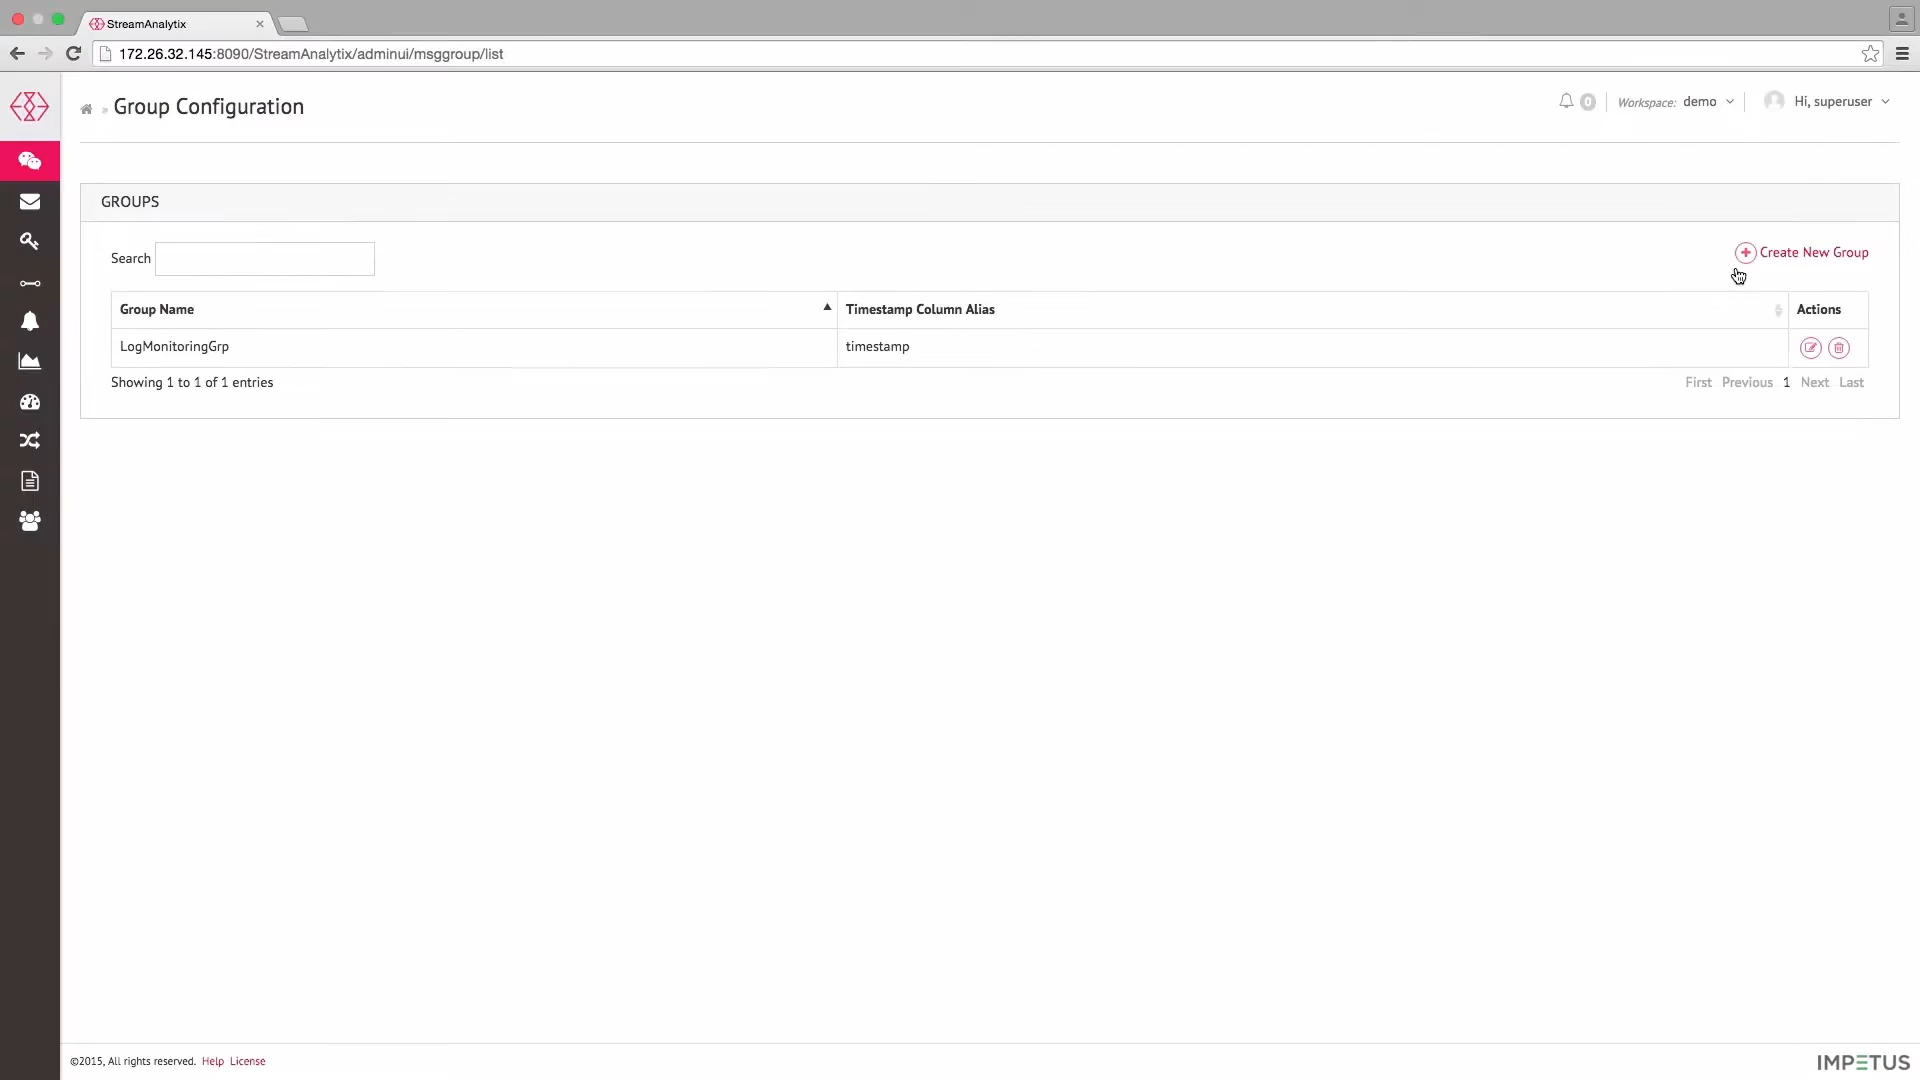 StreamAnalytix
172.26.32.145:8090/StreamAnalytix/adminui/msggroup/list
» Group Configuration
0 Workspace: demo Hi, superuser
GROUPS
Search
Create New Group
Group Name Timestamp Column Alias Actions
LogMonitoringGrp timestamp
Showing 1 to 1 of 1 entries First Previous 1 Next Last
©2015, All rights reserved. Help License
IMPETUS